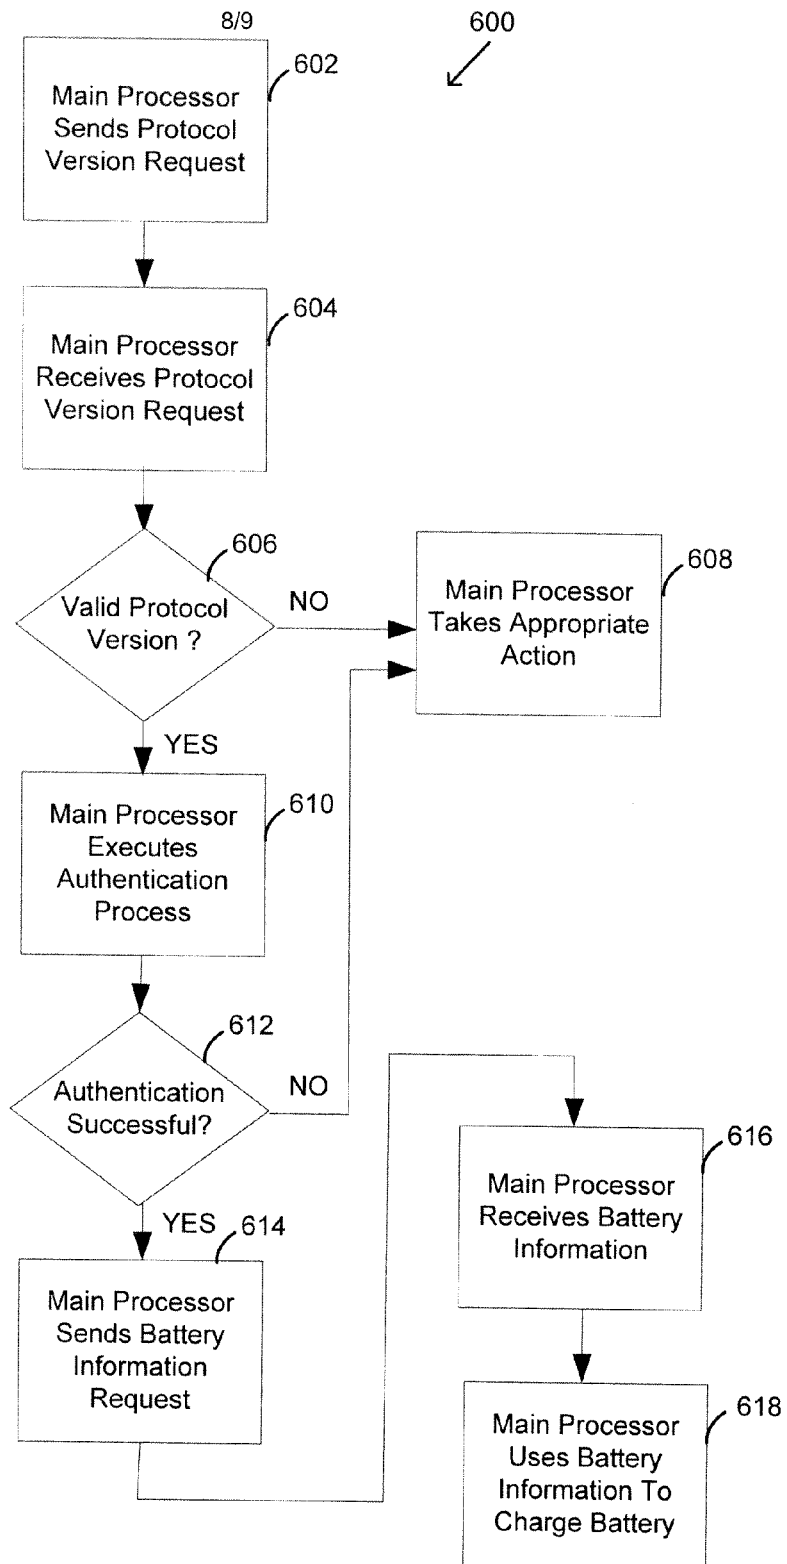 8/9
600
602
Main Processor
Sends Protocol
Version Request
604
Main Processor
Receives Protocol
Version Request
606
Valid Protocol
Version ?
NO
608
Main Processor
Takes Appropriate
Action
YES
610
Main Processor
Executes
Authentication
Process
612
Authentication
Successful?
NO
YES
614
Main Processor
Sends Battery
Information
Request
616
Main Processor
Receives Battery
Information
618
Main Processor
Uses Battery
Information To
Charge Battery